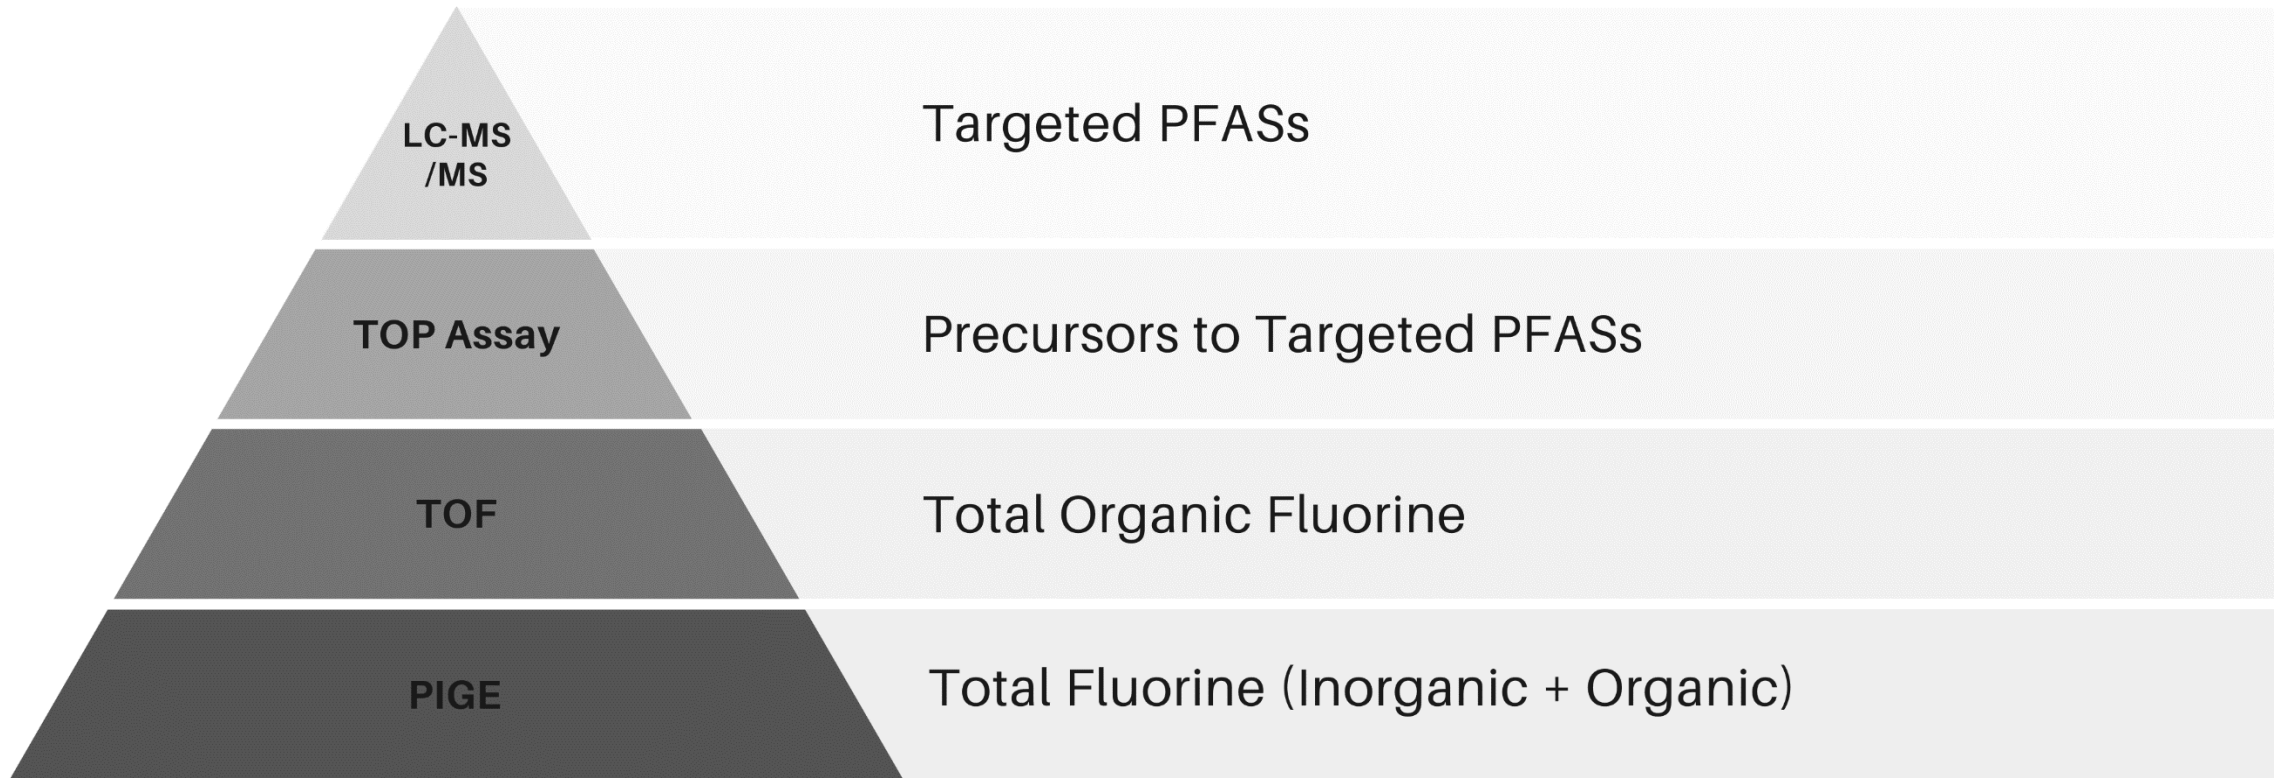 LC-MS
/MS
Targeted PFASs
TOP Assay
Precursors to Targeted PFASs
TOF
Total Organic Fluorine
PIGE
Total Fluorine (Inorganic + Organic)